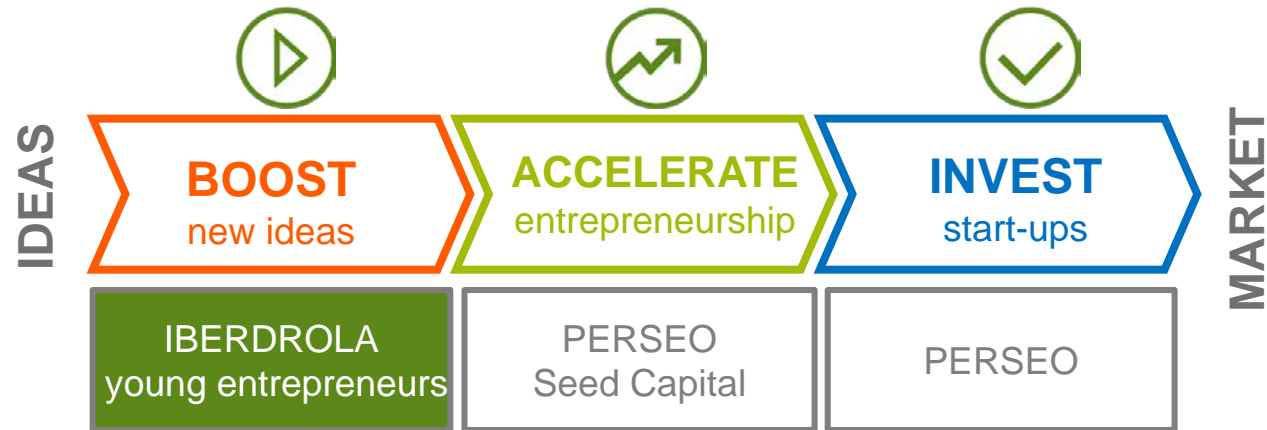 IDEAS
BOOST
new ideas
ACCELERATE
entrepreneurship
INVEST
start-ups
MARKET
IBERDROLA
young entrepreneurs
PERSEO
Seed Capital
PERSEO